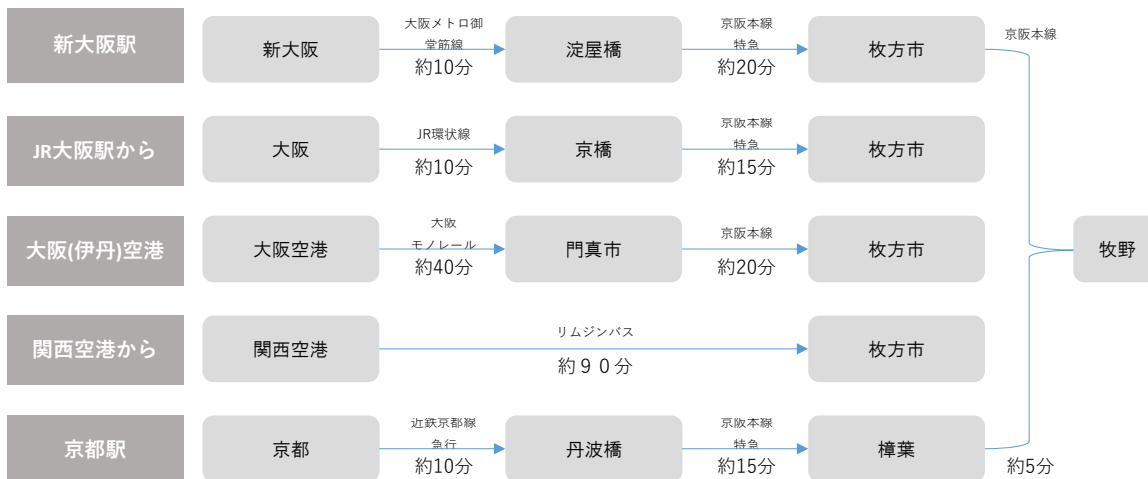 新大阪駅
新大阪
大阪メトロ御
堂筋線
約10分
淀屋橋
京阪本線
特急
約20分
枚方市
京阪本線
JR大阪駅から
大阪
JR環状線
約10分
京橋
京阪本線
特急
約15分
枚方市
大阪(伊丹)空港
大阪空港
大阪
モノレール
約40分
門真市
京阪本線
約20分
枚方市
牧野
関西空港から
関西空港
リムジンバス
約９０分
枚方市
京都駅
京都
近鉄京都線
急行
約10分
丹波橋
京阪本線
特急
約15分
樟葉
約5分